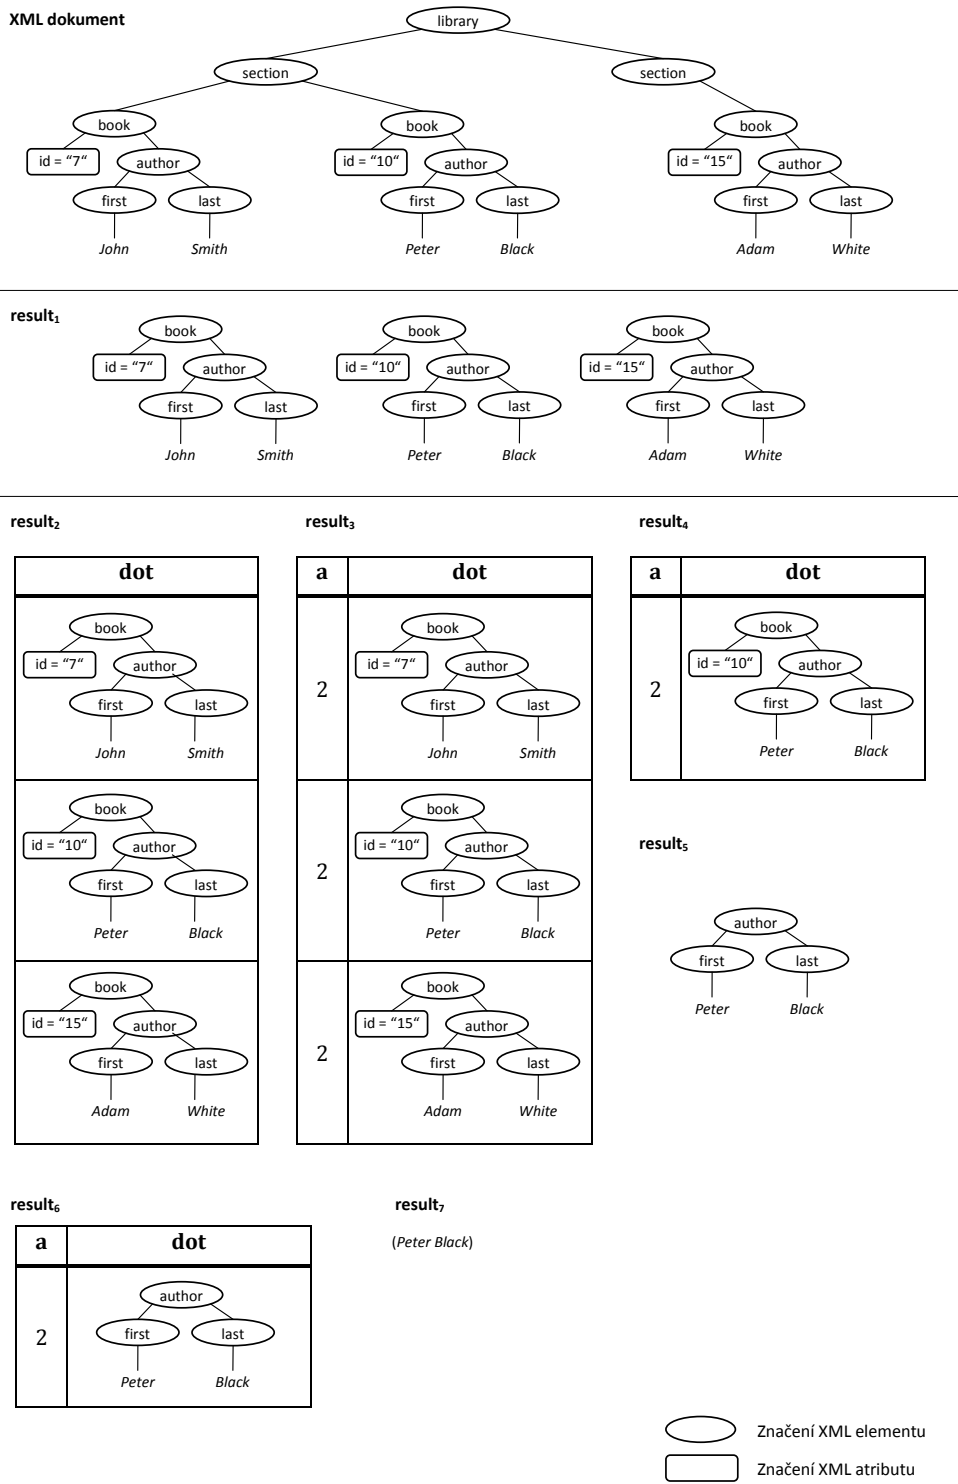 XML dokument
library
section section
book book book
id = “7“ author id = “10“ author id = “15“ author
first last first last first last
John Smith Peter Black Adam White
result1
book book book
id = “7“ author id = “10“ author id = “15“ author
first last first last first last
John Smith Peter Black Adam White
result2 result3 result4
dot a dot a dot
book book book
id = “7“ author id = “7“ author id = “10“ author
2 2
first last first last first last
John Smith John Smith Peter Black
book book
id = “10“ author id = “10“ author
result5
2
first last first last
Peter Black Peter Black
author
first last
Peter Black
book book
id = “15“ author id = “15“ author
2
first last first last
Adam White Adam White
result6 result7
a dot
(Peter Black)
author
2 first last
Peter Black
Značení XML elementu
Značení XML atributu